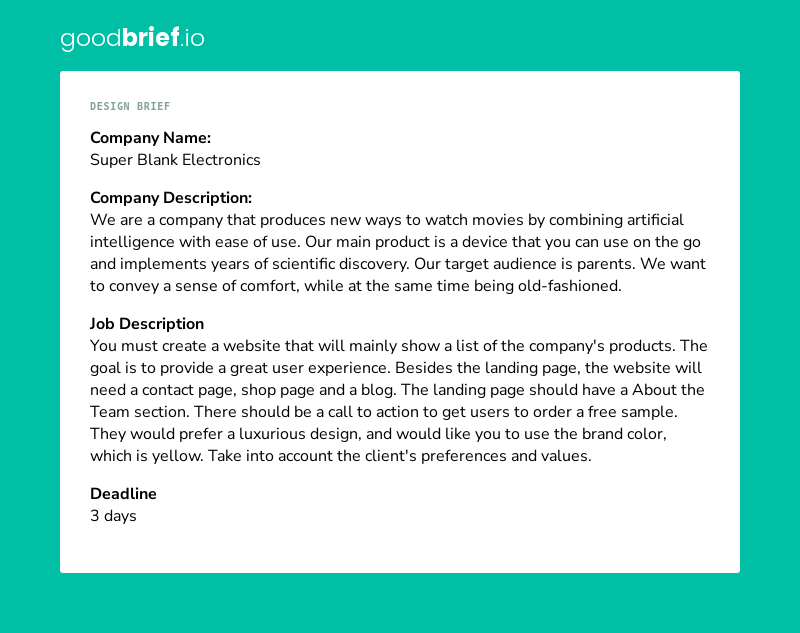 goodbrief.io
DESIGN BRIEF
Company Name:
Super Blank Electronics
Company Description:
We are a company that produces new ways to watch movies by combining artificial
intelligence with ease of use. Our main product is a device that you can use on the go
and implements years of scientific discovery. Our target audience is parents. We want
to convey a sense of comfort, while at the same time being old-fashioned.
Job Description
You must create a website that will mainly show a list of the company's products. The
goal is to provide a great user experience. Besides the landing page, the website will
need a contact page, shop page and a blog. The landing page should have a About the
Team section. There should be a call to action to get users to order a free sample.
They would prefer a luxurious design, and would like you to use the brand color,
which is yellow. Take into account the client's preferences and values.
Deadline
3 days